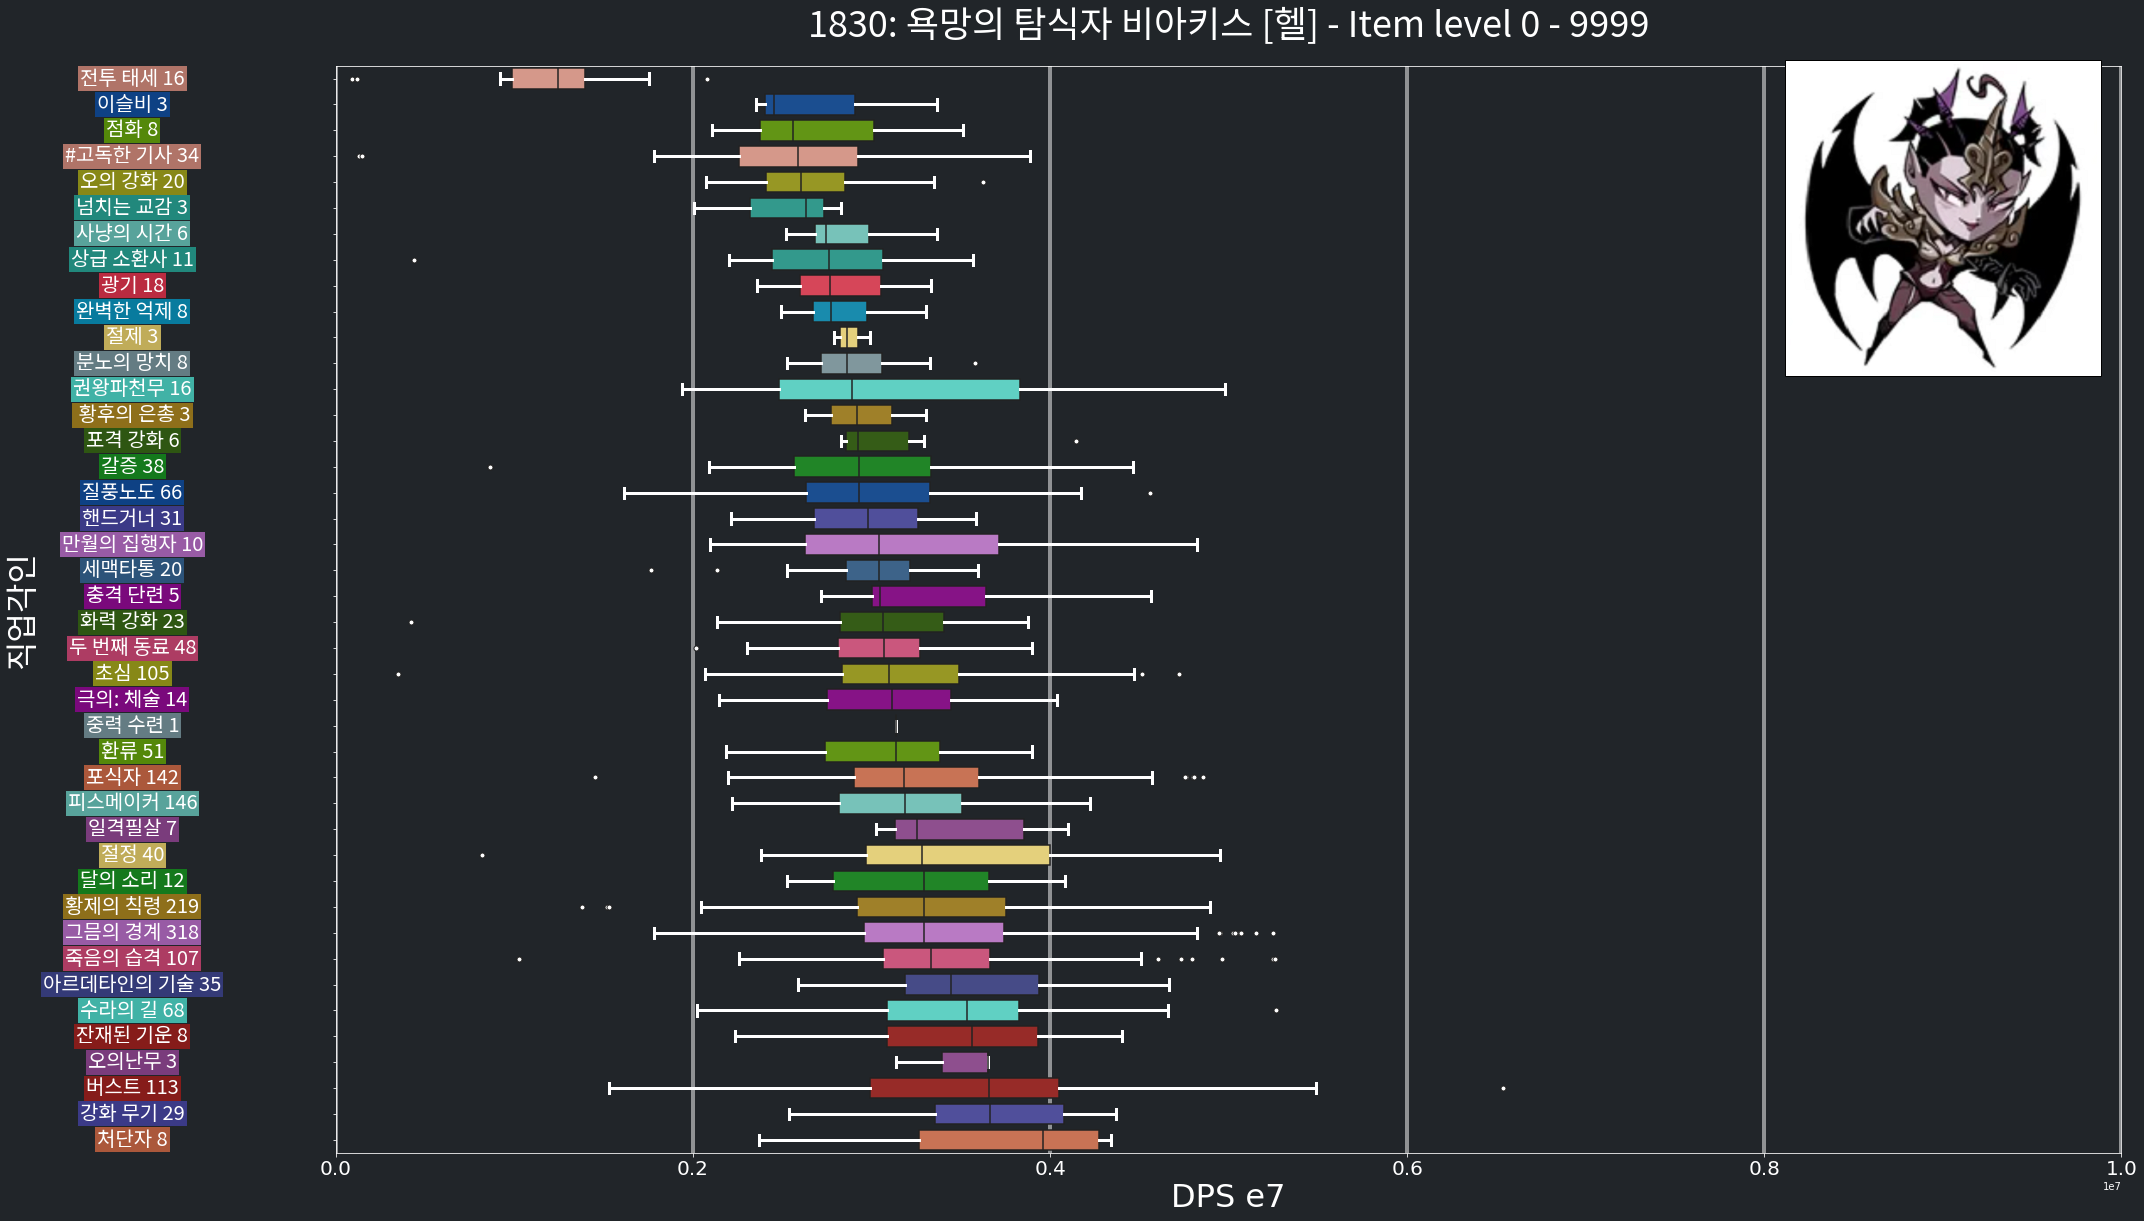 1830: 욕망의 탐식자 비아키스 [헬] - Item level 0 - 9999
직업각인
전투 태세 16
이슬비 3
점화 8
#고독한 기사 34
오의 강화 20
넘치는 교감 3
사냥의 시간 6
상급 소환사 11
광기 18
완벽한 억제 8
절제 3
분노의 망치 8
권왕파천무 16
황후의 은총 3
포격 강화 6
갈증 38
질풍노도 66
핸드거너 31
만월의 집행자 10
세맥타통 20
충격 단련 5
화력 강화 23
두 번째 동료 48
초심 105
극의: 체술 14
중력 수련 1
환류 51
포식자 142
피스메이커 146
일격필살 7
절정 40
달의 소리 12
황제의 칙령 219
그믐의 경계 318
죽음의 습격 107
아르데타인의 기술 35
수라의 길 68
잔재된 기운 8
오의난무 3
버스트 113
강화 무기 29
처단자 8
0.0 0.2 0.4 0.6 0.8 1.0
1e7
DPS e7